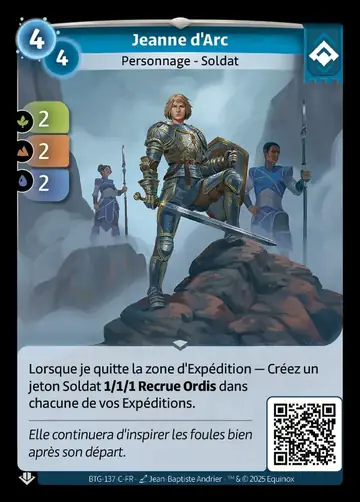 4
4
Jeanne d'Arc
Personnage - Soldat
2
2
2
Lorsque je quitte la zone d'Expédition — Créez un
jeton Soldat 1/1/1 Recrue Ordis dans
chacune de vos Expéditions.
Elle continuera d'inspirer les foules bien
après son départ.
BTG-137-C-FR - Jean-Baptiste Andrier - ™ & © 2025 Equinox